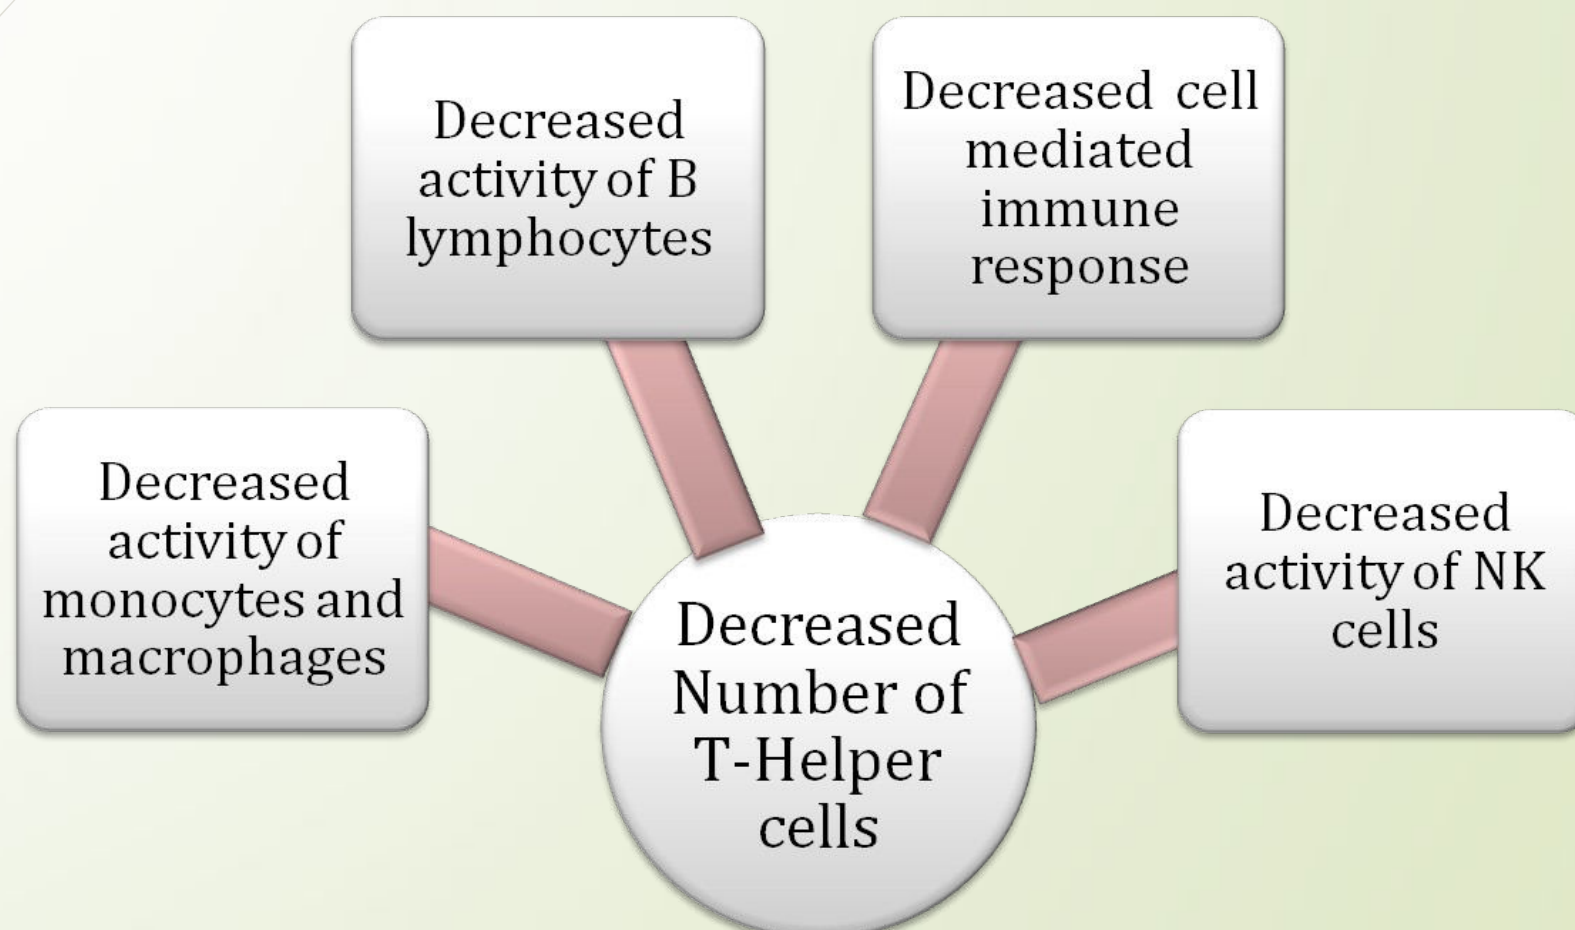 Decreased
activity of B
lymphocytes
Decreased cell
mediated
immune
response
Decreased
activity of
monocytes and
macrophages
Decreased
activity of NK
cells
Decreased
Number of
T-Helper
cells